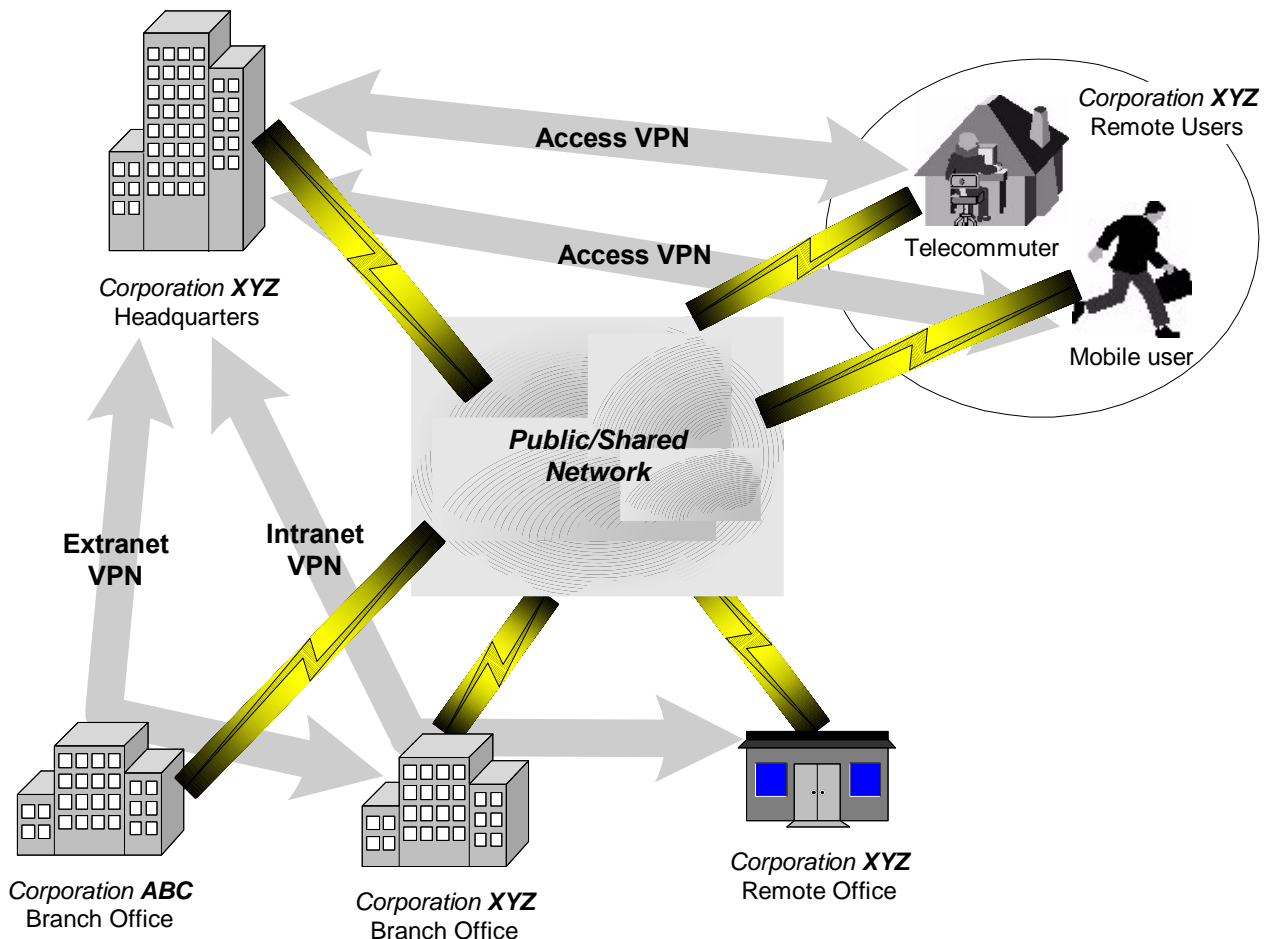 Corporation XYZ
Remote Users
Access VPN
Telecommuter
Access VPN
Mobile user
Corporation XYZ
Headquarters
Public/Shared
Network
Extranet
VPN
Intranet
VPN
Corporation ABC
Branch Office
Corporation XYZ
Branch Office
Corporation XYZ
Remote Office